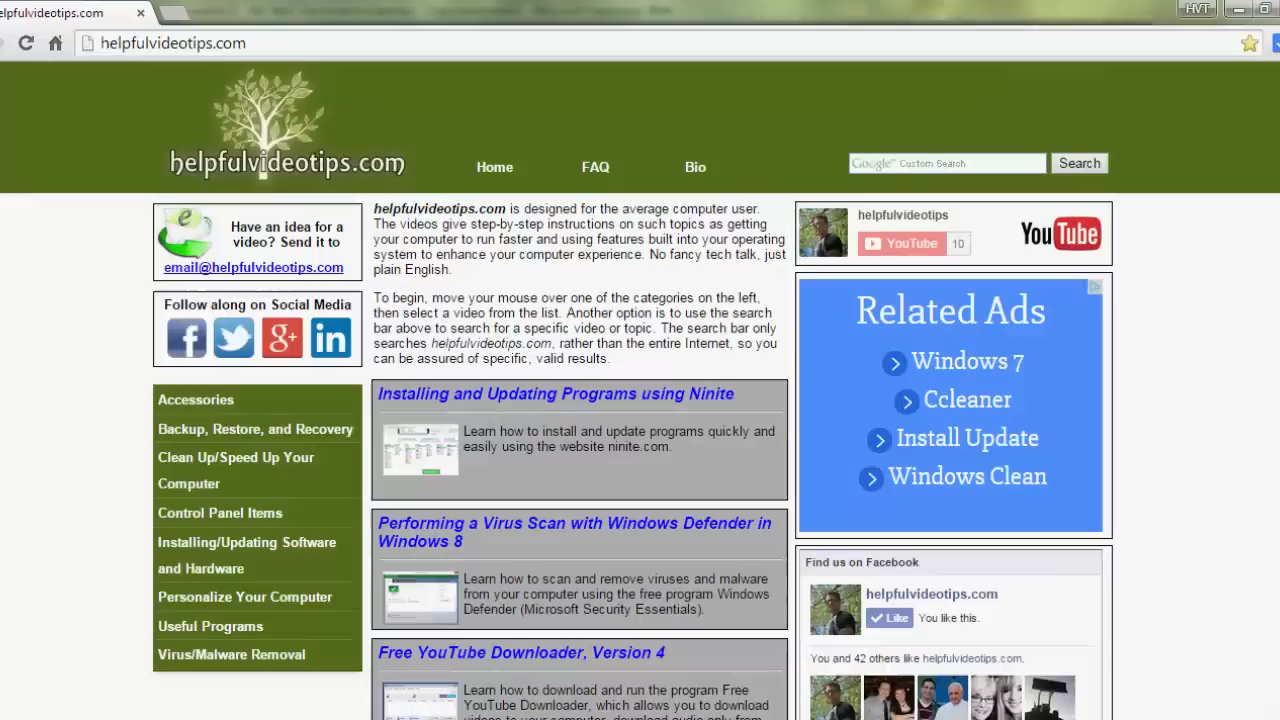 elpfulvideotips.com
HVT
helpfulvideotips.com
helpfulvideotips.com
Home
FAQ
Bio
Google™ Custom Search
Search
Have an idea for a
video? Send it to
email@helpfulvideotips.com
Follow along on Social Media
f
g+
in
Accessories
Backup, Restore, and Recovery
Clean Up/Speed Up Your
Computer
Control Panel Items
Installing/Updating Software
and Hardware
Personalize Your Computer
Useful Programs
Virus/Malware Removal
helpfulvideotips.com is designed for the average computer user.
The videos give step-by-step instructions on such topics as getting
your computer to run faster and using features built into your operating
system to enhance your computer experience. No fancy tech talk, just
plain English.
To begin, move your mouse over one of the categories on the left,
then select a video from the list. Another option is to use the search
bar above to search for a specific video or topic. The search bar only
searches helpfulvideotips.com, rather than the entire Internet, so you
can be assured of specific, valid results.
Installing and Updating Programs using Ninite
Learn how to install and update programs quickly and
easily using the website ninite.com.
Performing a Virus Scan with Windows Defender in
Windows 8
Learn how to scan and remove viruses and malware
from your computer using the free program Windows
Defender (Microsoft Security Essentials).
Free YouTube Downloader, Version 4
Learn how to download and run the program Free
YouTube Downloader, which allows you to download
videos to your computer, download audio only from
helpfulvideotips
YouTube
10
YouTube
Related Ads
Windows 7
Ccleaner
Install Update
Windows Clean
Find us on Facebook
helpfulvideotips.com
Like
You like this.
You and 42 others like helpfulvideotips.com.